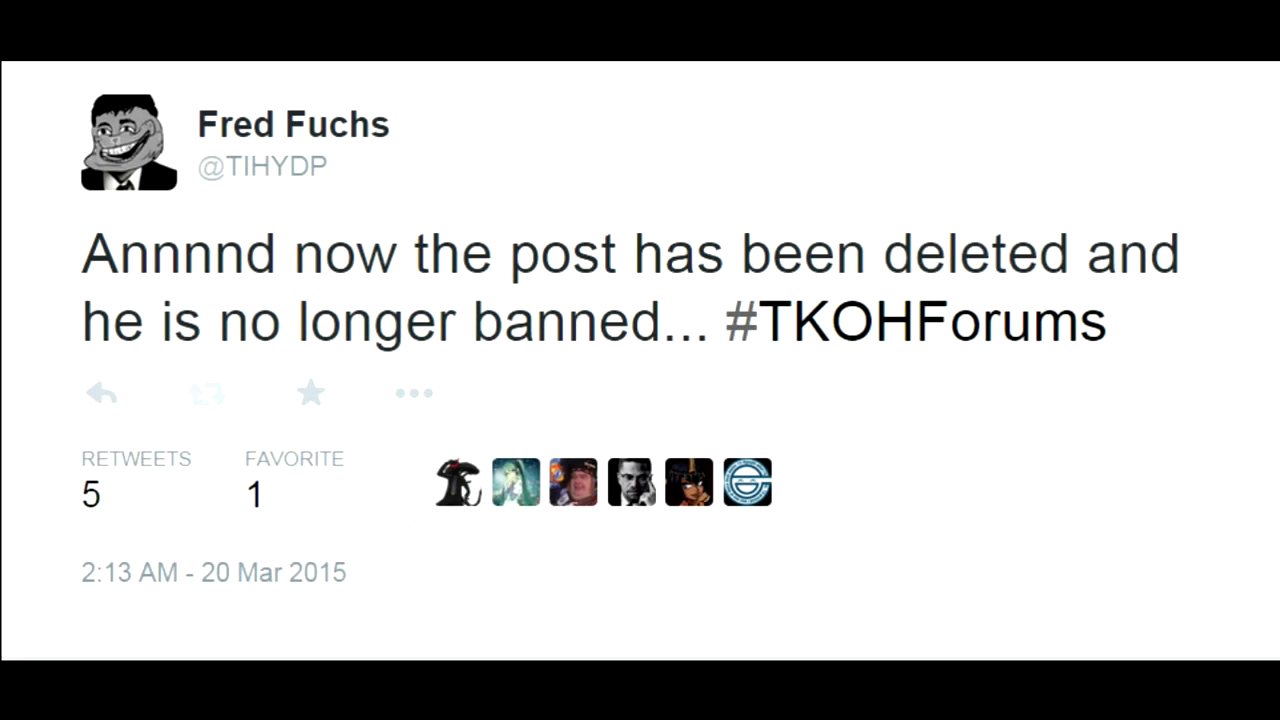 Fred Fuchs
@TIHYDP
Annnnd now the post has been deleted and
he is no longer banned... #TKOHForums
RETWEETS FAVORITE
5 1
2:13 AM - 20 Mar 2015